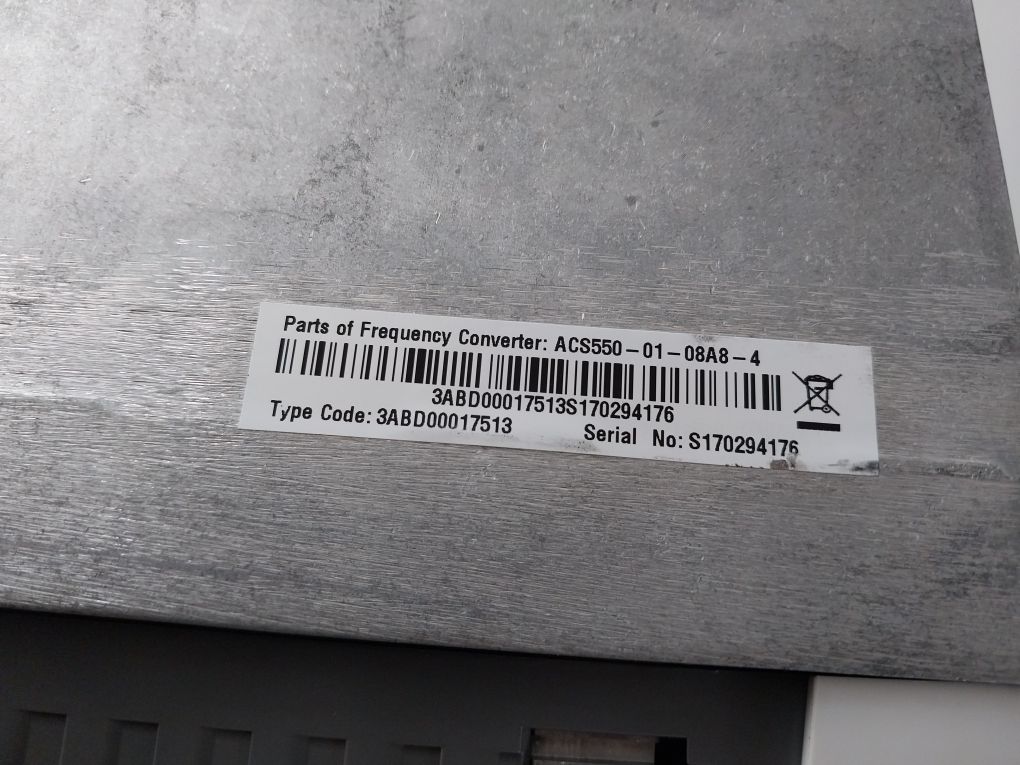 Parts of Frequency Converter: ACS550-01-08A8-4
3ABD00017513S170294176
Type Code: 3ABD00017513 Serial No: S170294176